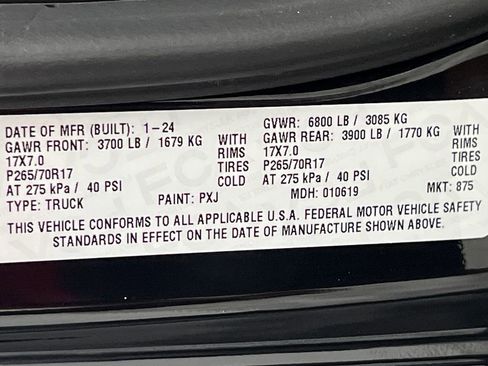 DATE OF MFR (BUILT): 1-24 GVWR: 6800 LB / 3085 KG
GAWR FRONT: 3700 LB / 1679 KG WITH GAWR REAR: 3900 LB / 1770 KG WITH
17X7.0 RIMS 17X7.0 RIMS
P265/70R17 TIRES P265/70R17 TIRES
AT 275 kPa / 40 PSI COLD AT 275 kPa / 40 PSI COLD
TYPE: TRUCK PAINT: PXJ MDH: 010619 MKT: 875
THIS VEHICLE CONFORMS TO ALL APPLICABLE U.S.A. FEDERAL MOTOR VEHICLE SAFETY
STANDARDS IN EFFECT ON THE DATE OF MANUFACTURE SHOWN ABOVE.